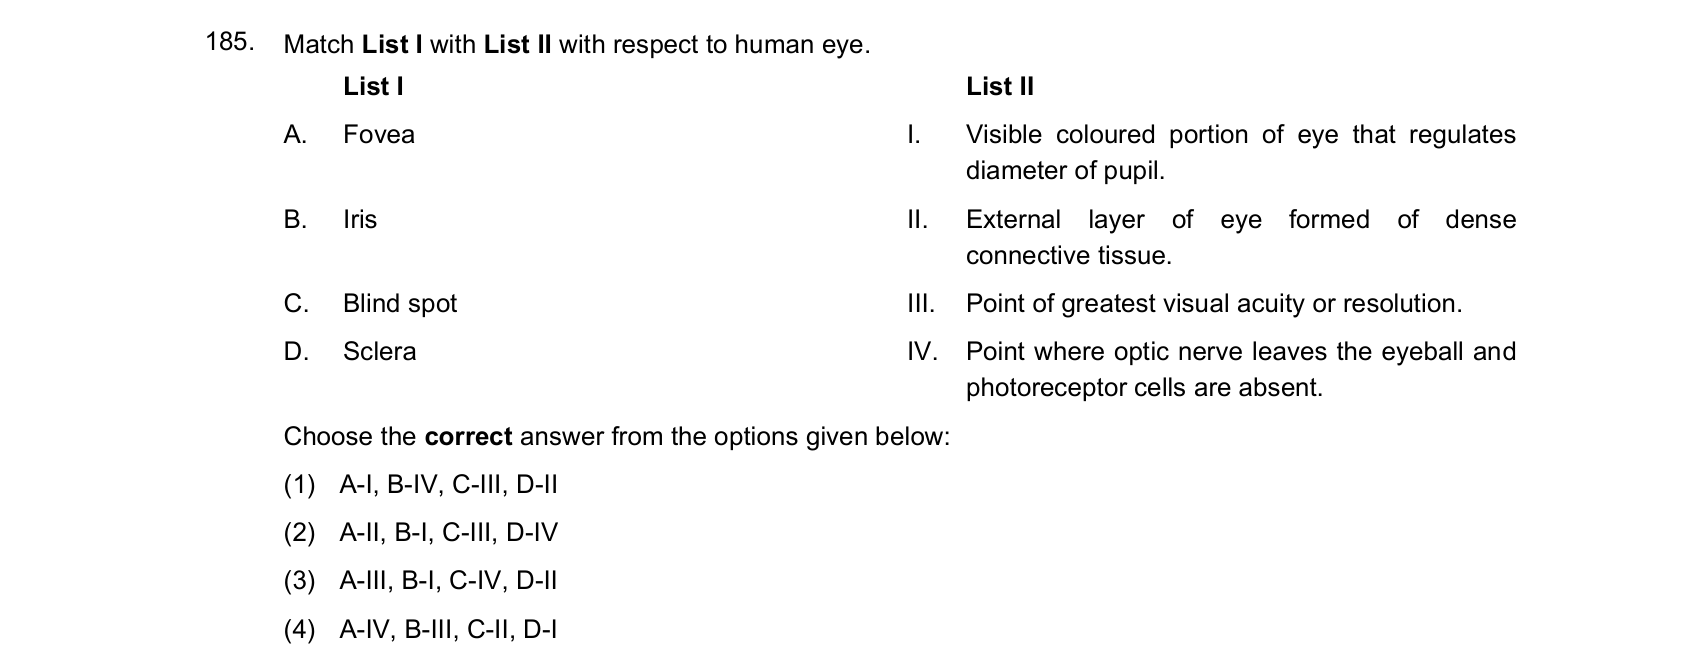 185. Match List I with List II with respect to human eye.
List I List II
A. Fovea I. Visible coloured portion of eye that regulates
diameter of pupil.
B. Iris II. External layer of eye formed of dense
connective tissue.
C. Blind spot III. Point of greatest visual acuity or resolution.
D. Sclera IV. Point where optic nerve leaves the eyeball and
photoreceptor cells are absent.
Choose the correct answer from the options given below:
(1) A-I, B-IV, C-III, D-II
(2) A-II, B-I, C-III, D-IV
(3) A-III, B-I, C-IV, D-II
(4) A-IV, B-III, C-II, D-I